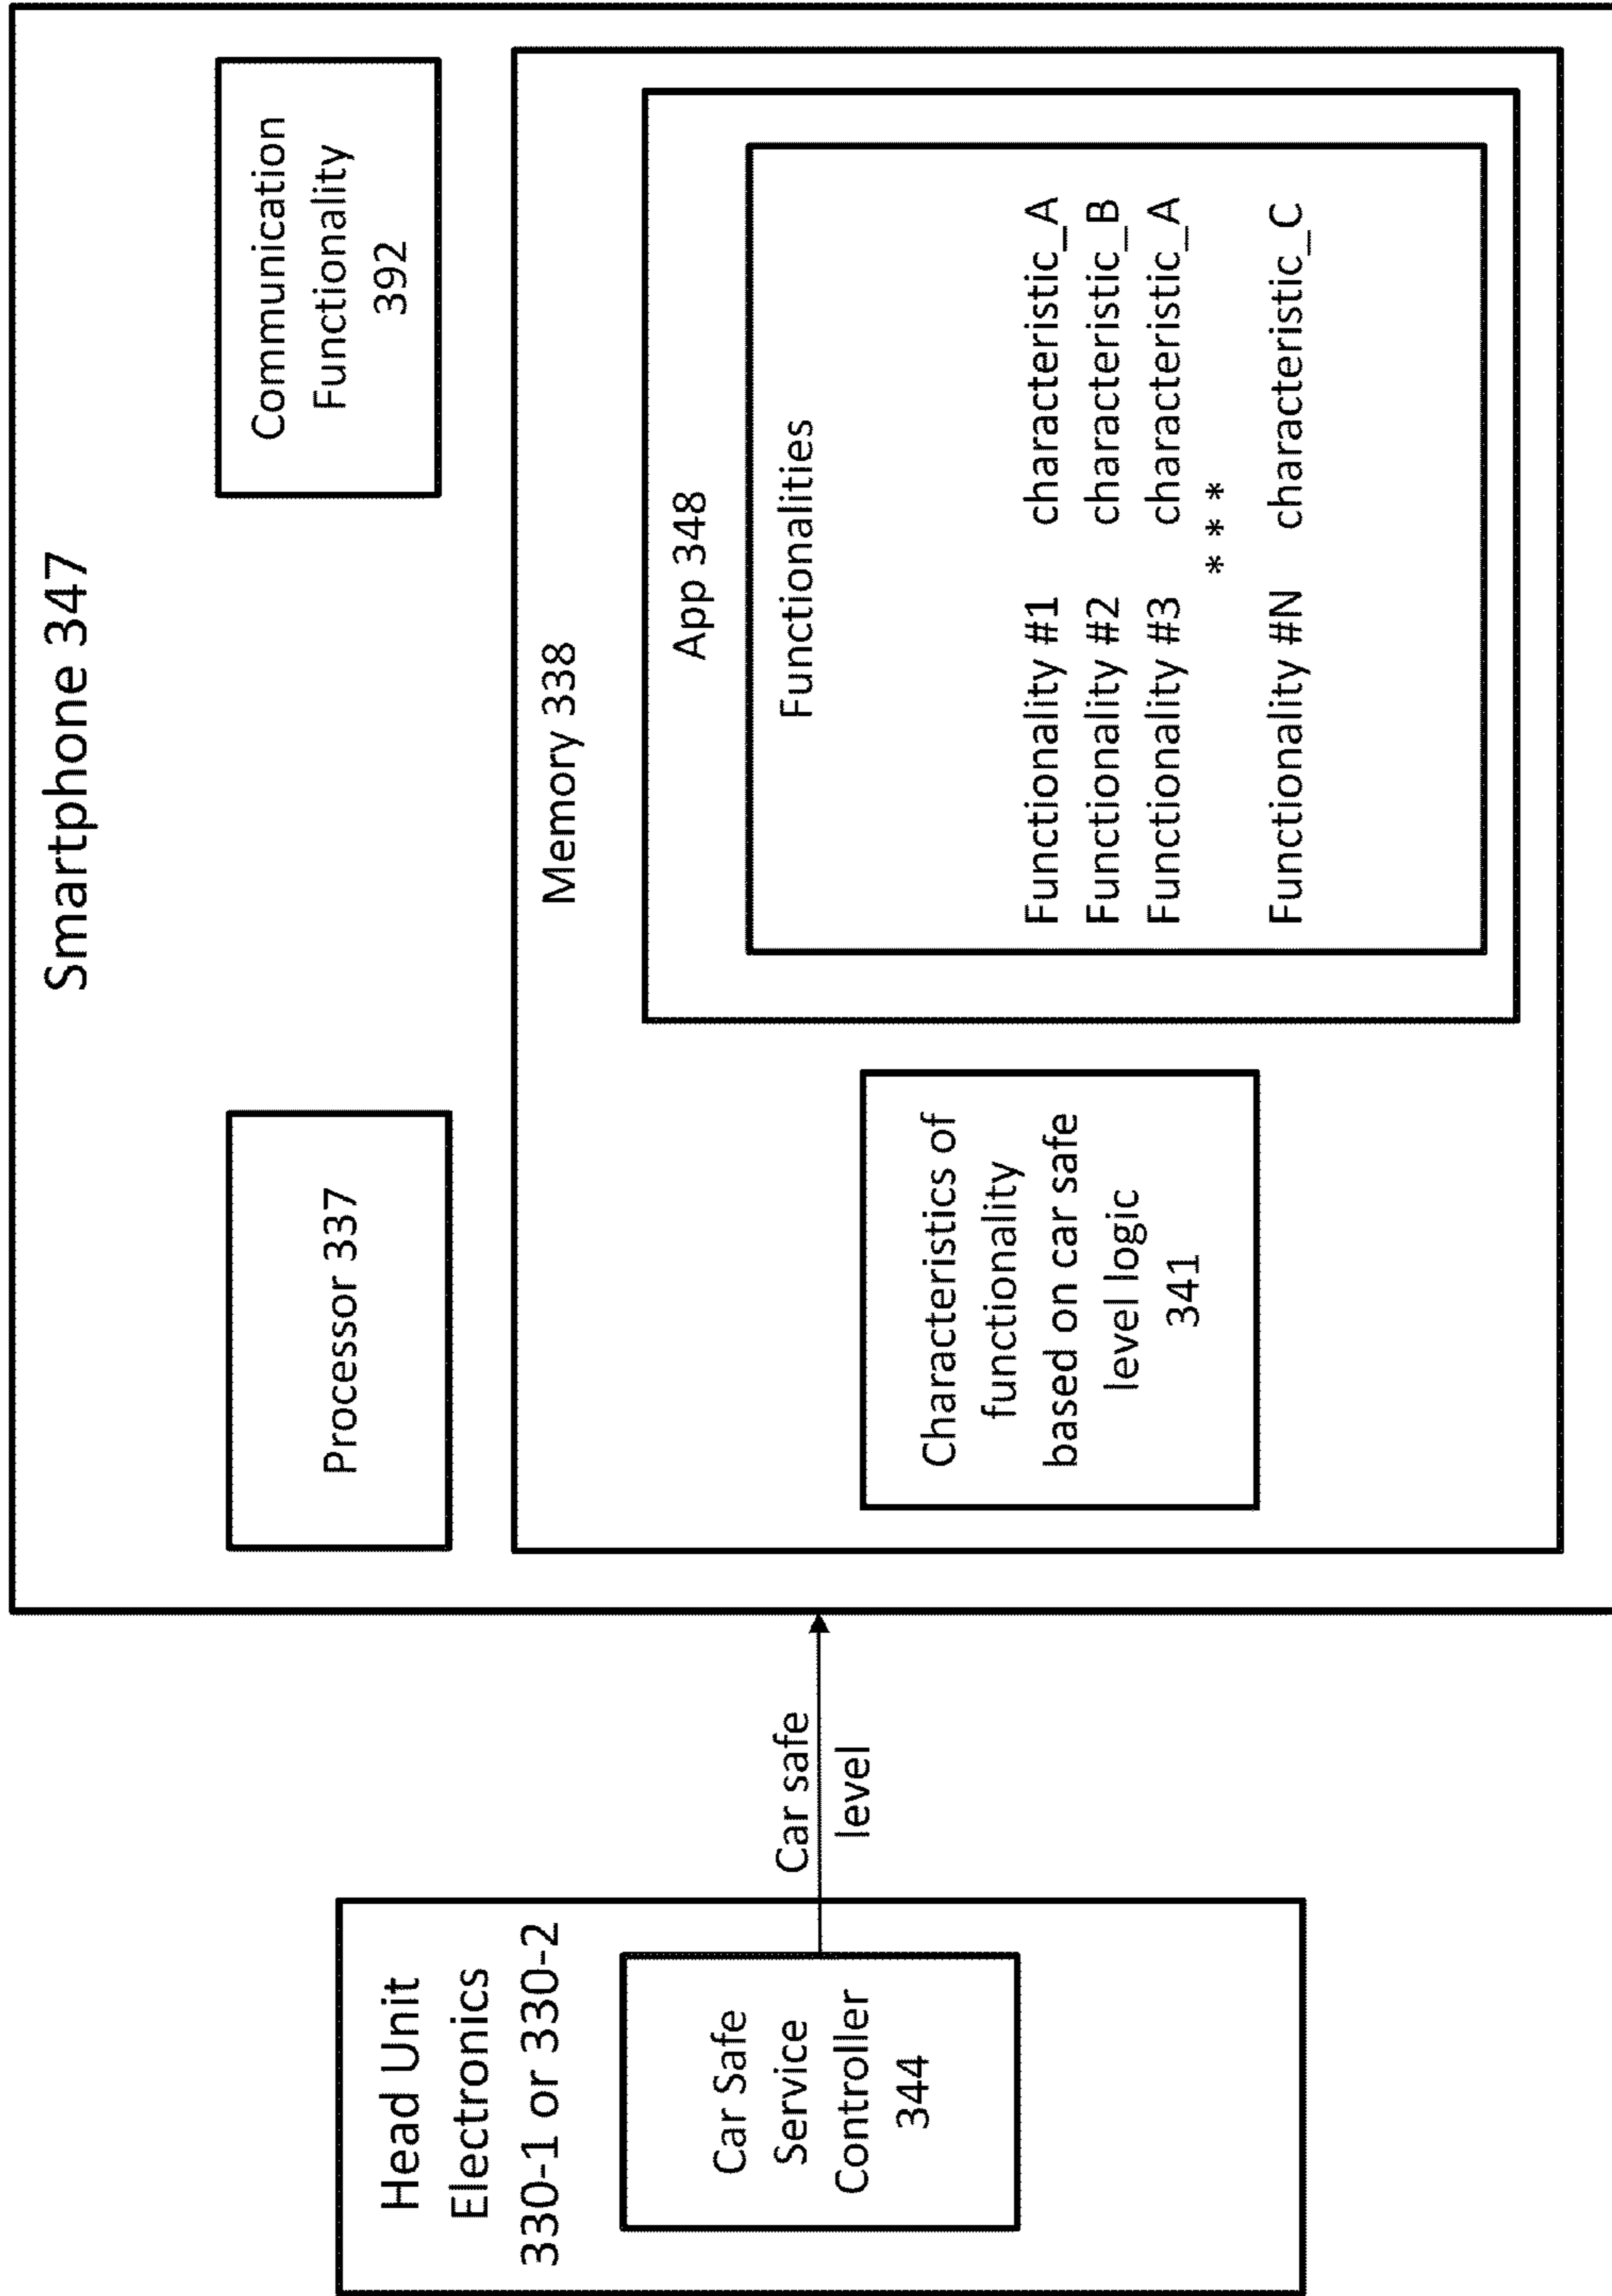 Head Unit
Electronics
330-1 or 330-2
Car Safe
Service
Controller
344
Car safe
level
Smartphone 347
Processor 337
Communication
Functionality
392
Memory 338
Characteristics of
functionality
based on car safe
level logic
341
App 348
Functionalities
Functionality #1 characteristic_A
Functionality #2 characteristic_B
Functionality #3 characteristic_A
* * *
Functionality #N characteristic_C